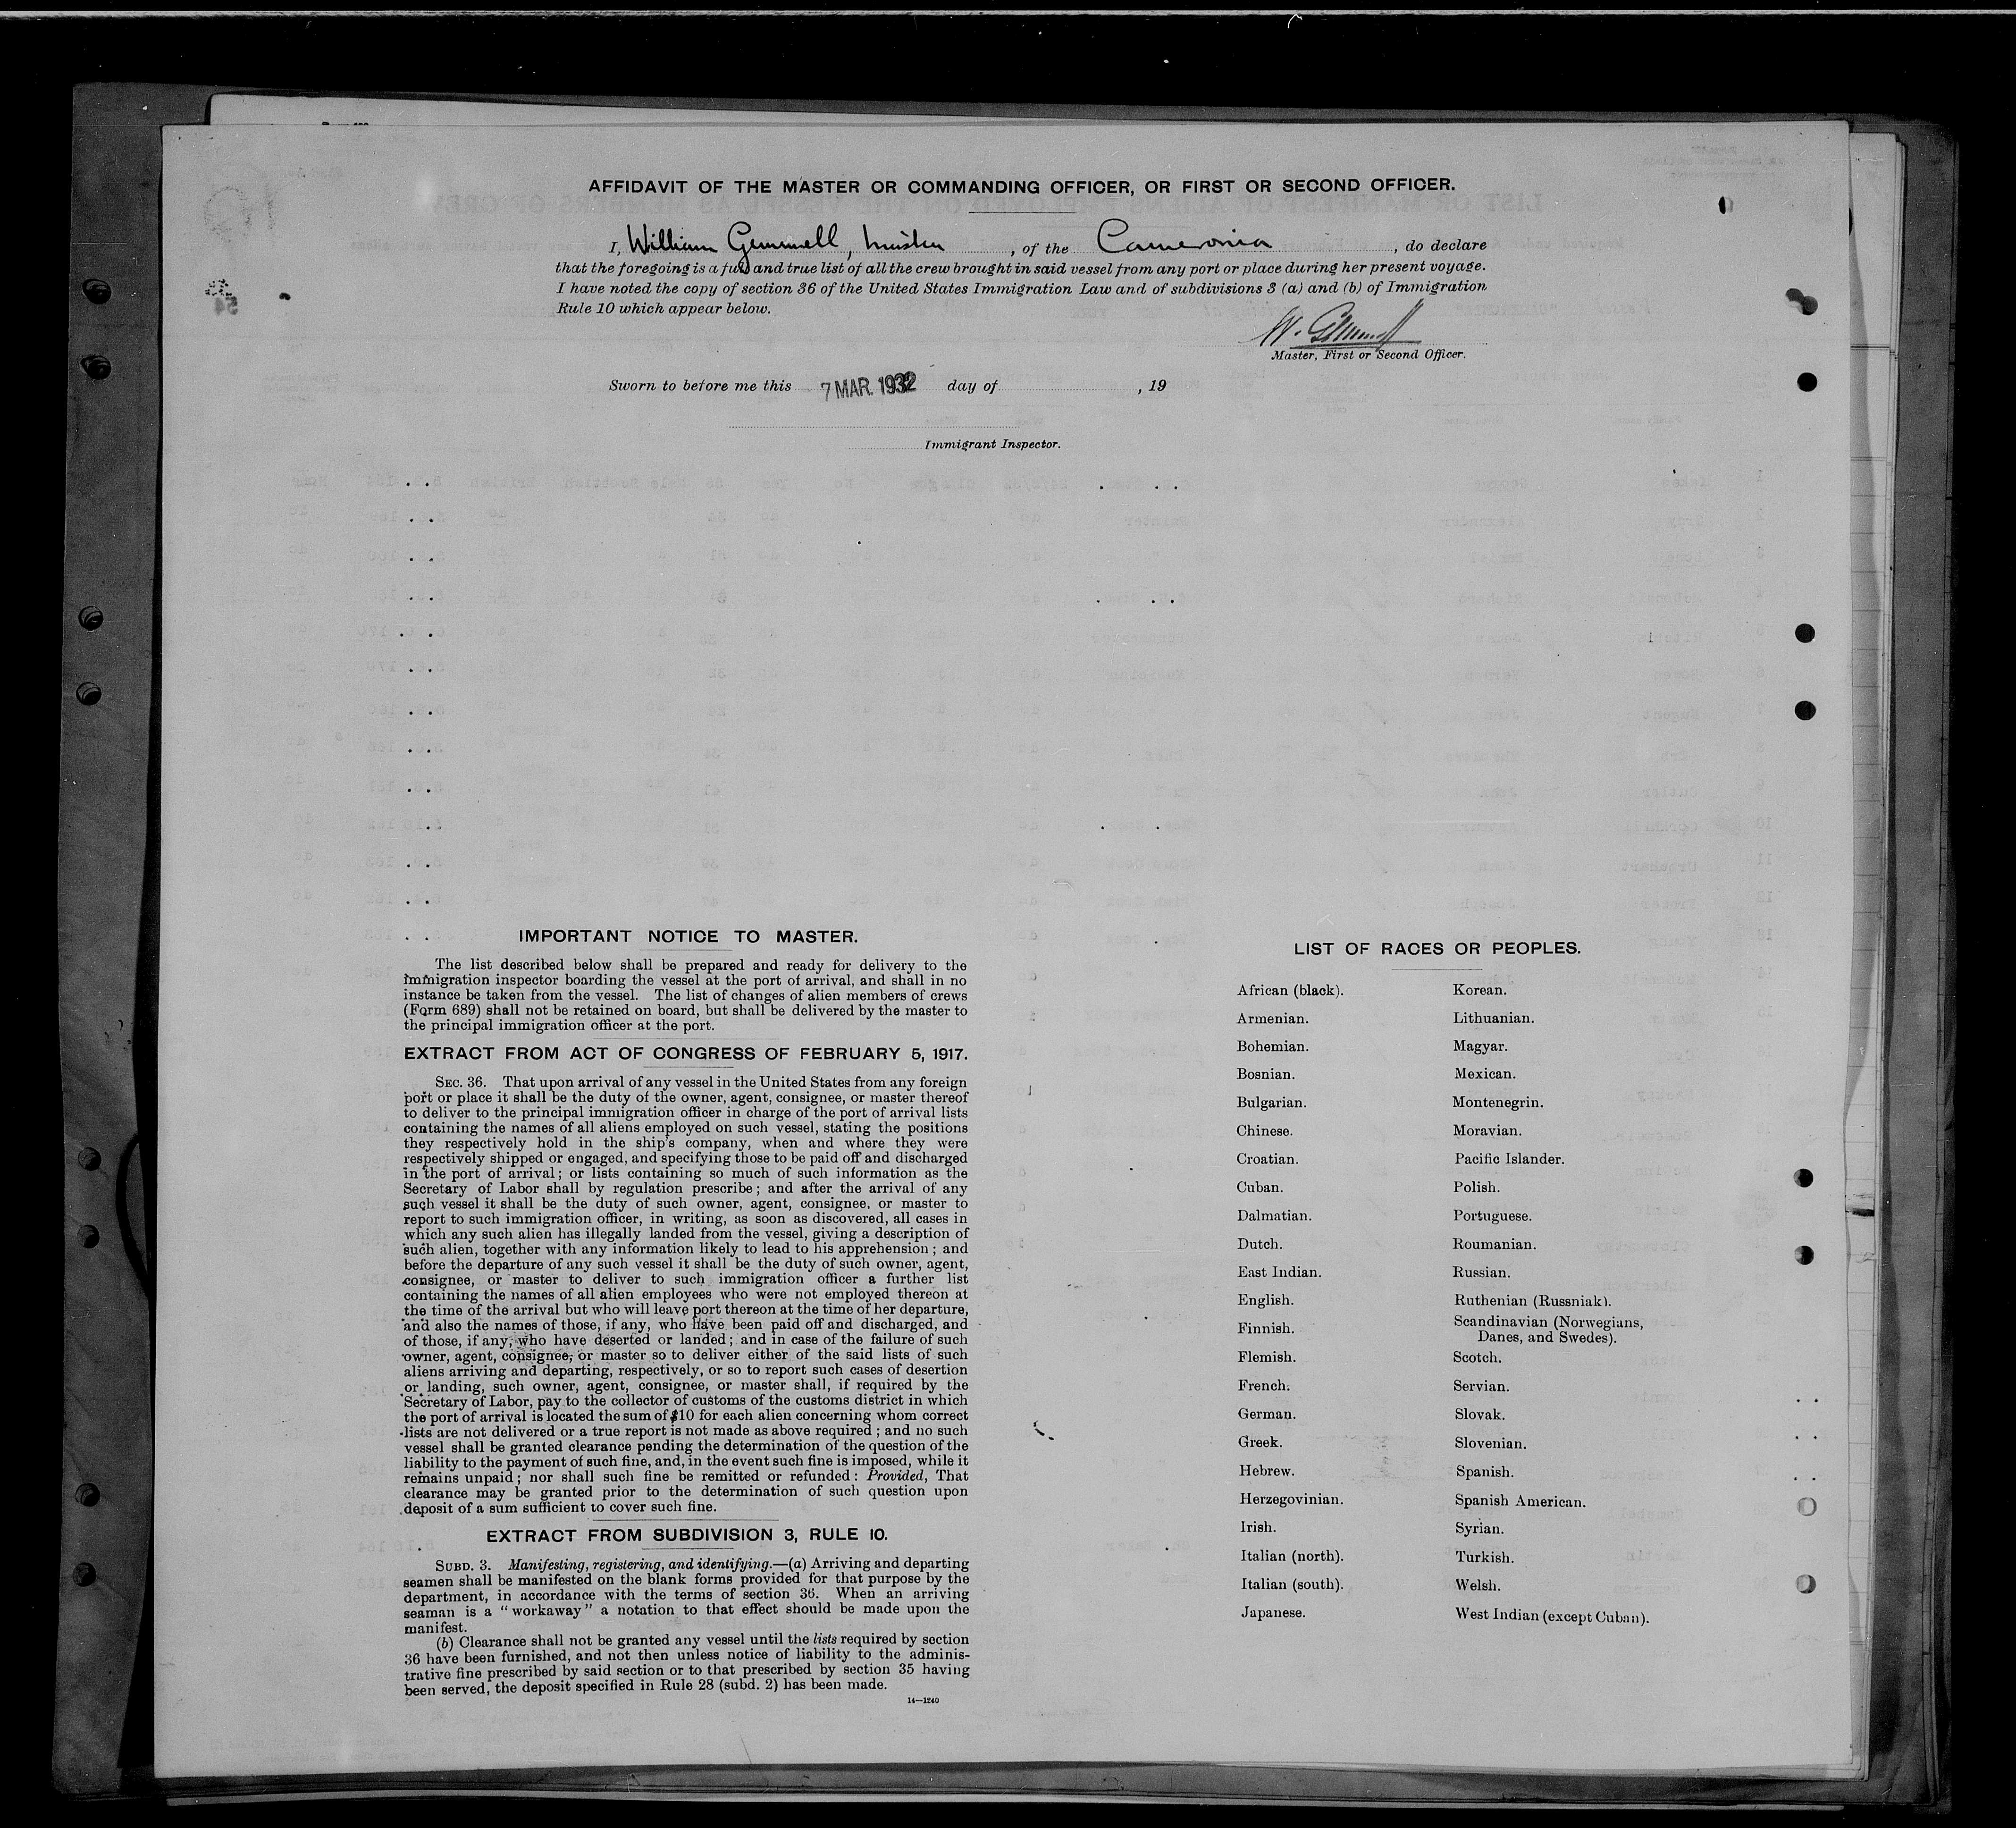 AFFIDAVIT OF THE MASTER OR COMMANDING OFFICER, OR FIRST OR SECOND OFFICER.
I, William Gemmell, Master, of the Cameronia, do declare
that the foregoing is a full and true list of all the crew brought in said vessel from any port or place during her present voyage.
I have noted the copy of section 36 of the United States Immigration Law and of subdivisions 3 (a) and (b) of Immigration
Rule 10 which appear below.
W. Gemmell
Master, First or Second Officer.
Sworn to before me this 7 MAR. 1932 day of , 19
Immigrant Inspector.
IMPORTANT NOTICE TO MASTER.
The list described below shall be prepared and ready for delivery to the
immigration inspector boarding the vessel at the port of arrival, and shall in no
instance be taken from the vessel. The list of changes of alien members of crews
(Form 689) shall not be retained on board, but shall be delivered by the master to
the principal immigration officer at the port.
EXTRACT FROM ACT OF CONGRESS OF FEBRUARY 5, 1917.
SEC. 36. That upon arrival of any vessel in the United States from any foreign
port or place it shall be the duty of the owner, agent, consignee, or master thereof
to deliver to the principal immigration officer in charge of the port of arrival lists
containing the names of all aliens employed on such vessel, stating the positions
they respectively hold in the ship's company, when and where they were
respectively shipped or engaged, and specifying those to be paid off and discharged
in the port of arrival; or lists containing so much of such information as the
Secretary of Labor shall by regulation prescribe; and after the arrival of any
such vessel it shall be the duty of such owner, agent, consignee, or master to
report to such immigration officer, in writing, as soon as discovered, all cases in
which any such alien has illegally landed from the vessel, giving a description of
such alien, together with any information likely to lead to his apprehension; and
before the departure of any such vessel it shall be the duty of such owner, agent,
consignee, or master to deliver to such immigration officer a further list
containing the names of all alien employees who were not employed thereon at
the time of the arrival but who will leave port thereon at the time of her departure,
and also the names of those, if any, who have been paid off and discharged, and
of those, if any, who have deserted or landed; and in case of the failure of such
owner, agent, consignee, or master so to deliver either of the said lists of such
aliens arriving and departing, respectively, or so to report such cases of desertion
or landing, such owner, agent, consignee, or master shall, if required by the
Secretary of Labor, pay to the collector of customs of the customs district in which
the port of arrival is located the sum of $10 for each alien concerning whom correct
lists are not delivered or a true report is not made as above required; and no such
vessel shall be granted clearance pending the determination of the question of the
liability to the payment of such fine, and, in the event such fine is imposed, while it
remains unpaid; nor shall such fine be remitted or refunded: Provided, That
clearance may be granted prior to the determination of such question upon
deposit of a sum sufficient to cover such fine.
EXTRACT FROM SUBDIVISION 3, RULE 10.
SUBD. 3. Manifesting, registering, and identifying.—(a) Arriving and departing
seamen shall be manifested on the blank forms provided for that purpose by the
department, in accordance with the terms of section 36. When an arriving
seaman is a "workaway" a notation to that effect should be made upon the
manifest.
(b) Clearance shall not be granted any vessel until the lists required by section
36 have been furnished, and not then unless notice of liability to the adminis-
trative fine prescribed by said section or to that prescribed by section 35 having
been served, the deposit specified in Rule 28 (subd. 2) has been made.
14—1240
LIST OF RACES OR PEOPLES.
African (black).
Armenian.
Bohemian.
Bosnian.
Bulgarian.
Chinese.
Croatian.
Cuban.
Dalmatian.
Dutch.
East Indian.
English.
Finnish.
Flemish.
French.
German.
Greek.
Hebrew.
Herzegovinian.
Irish.
Italian (north).
Italian (south).
Japanese.
Korean.
Lithuanian.
Magyar.
Mexican.
Montenegrin.
Moravian.
Pacific Islander.
Polish.
Portuguese.
Roumanian.
Russian.
Ruthenian (Russniak).
Scandinavian (Norwegians,
Danes, and Swedes).
Scotch.
Servian.
Slovak.
Slovenian.
Spanish.
Spanish American.
Syrian.
Turkish.
Welsh.
West Indian (except Cuban).